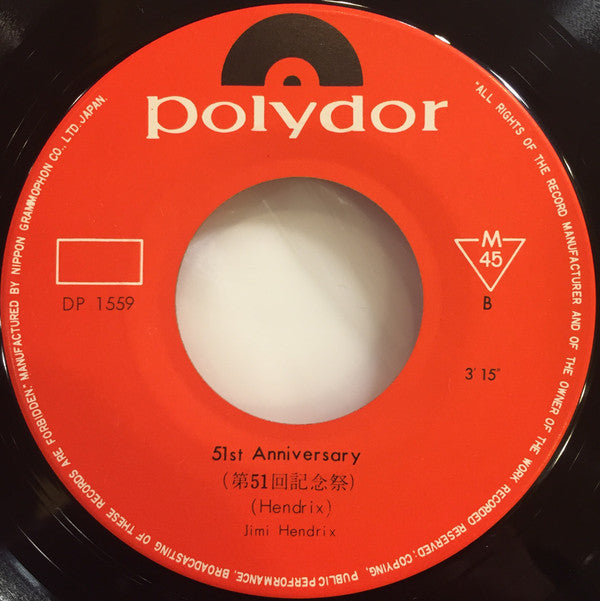 polydor
DP 1559
M
45
B
3' 15"
51st Anniversary
(第51回記念祭)
(Hendrix)
Jimi Hendrix
"ALL RIGHTS OF THE RECORD MANUFACTURER AND OF THE OWNER OF THE WORK RECORDED RESERVED; COPYING, PUBLIC PERFORMANCE, BROADCASTING OF THESE RECORDS ARE FORBIDDEN." MANUFACTURED BY NIPPON GRAMMOPHON CO., LTD. JAPAN.